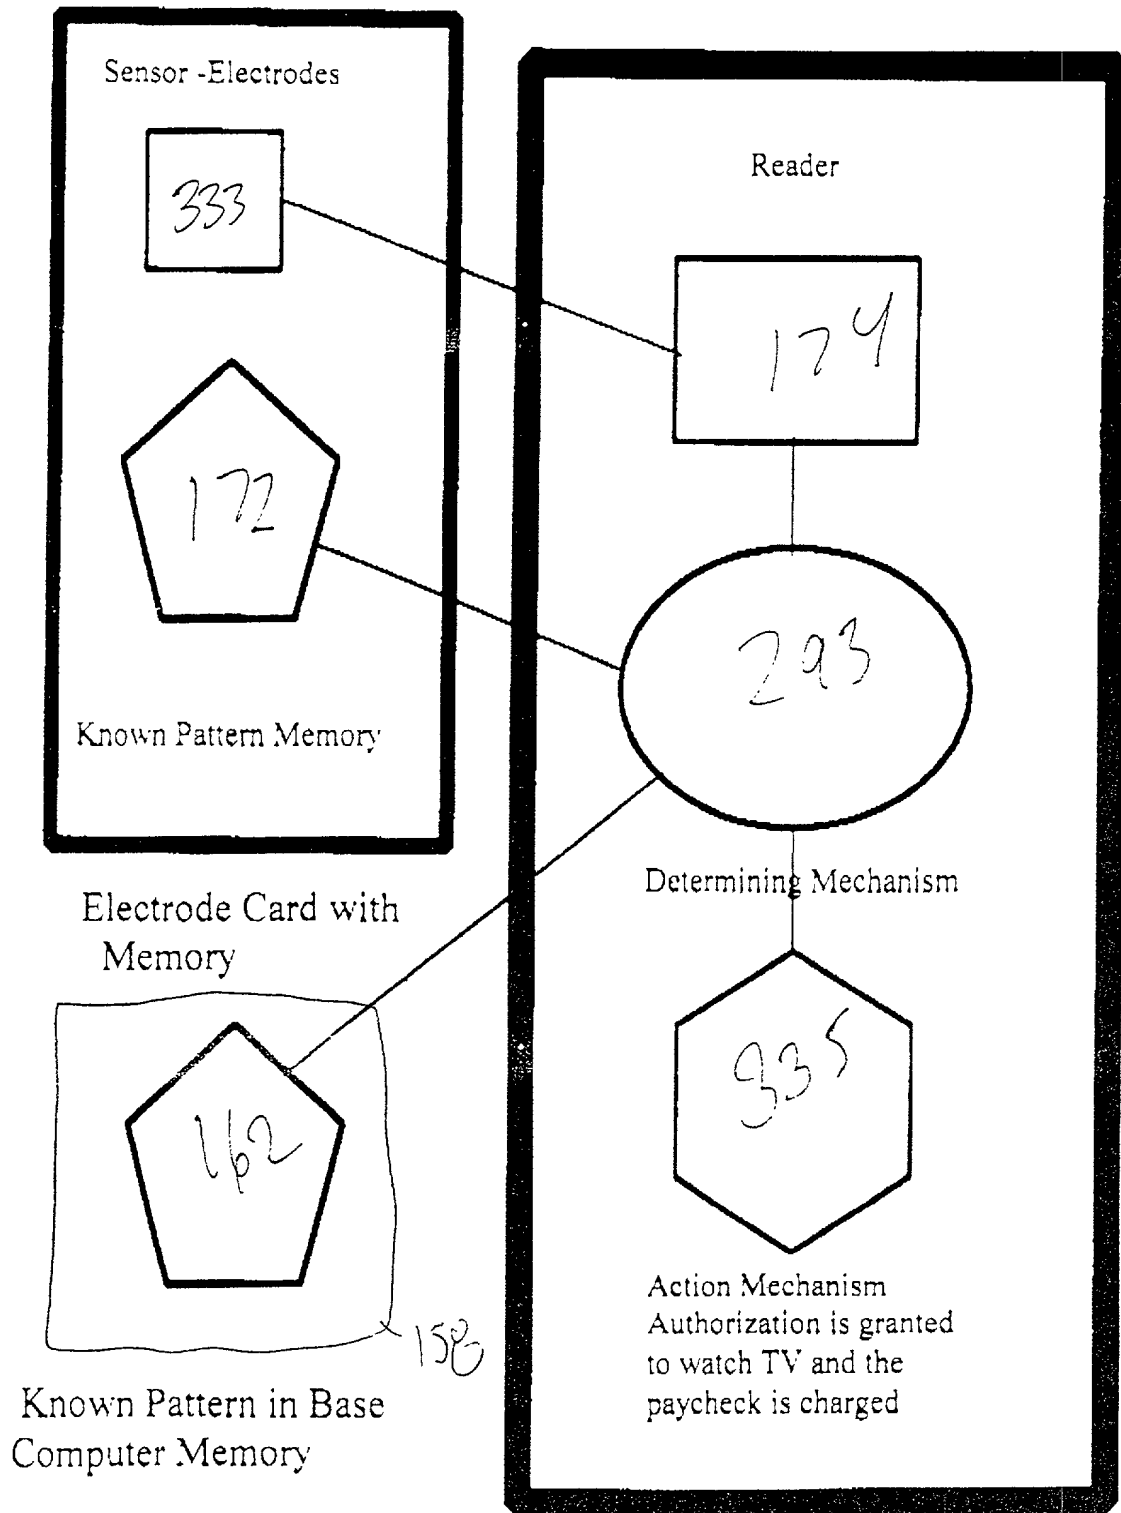 Sensor -Electrodes
333
172
Known Pattern Memory
Electrode Card with
Memory
162
158
Known Pattern in Base
Computer Memory
Reader
174
293
Determining Mechanism
335
Action Mechanism
Authorization is granted
to watch TV and the
paycheck is charged